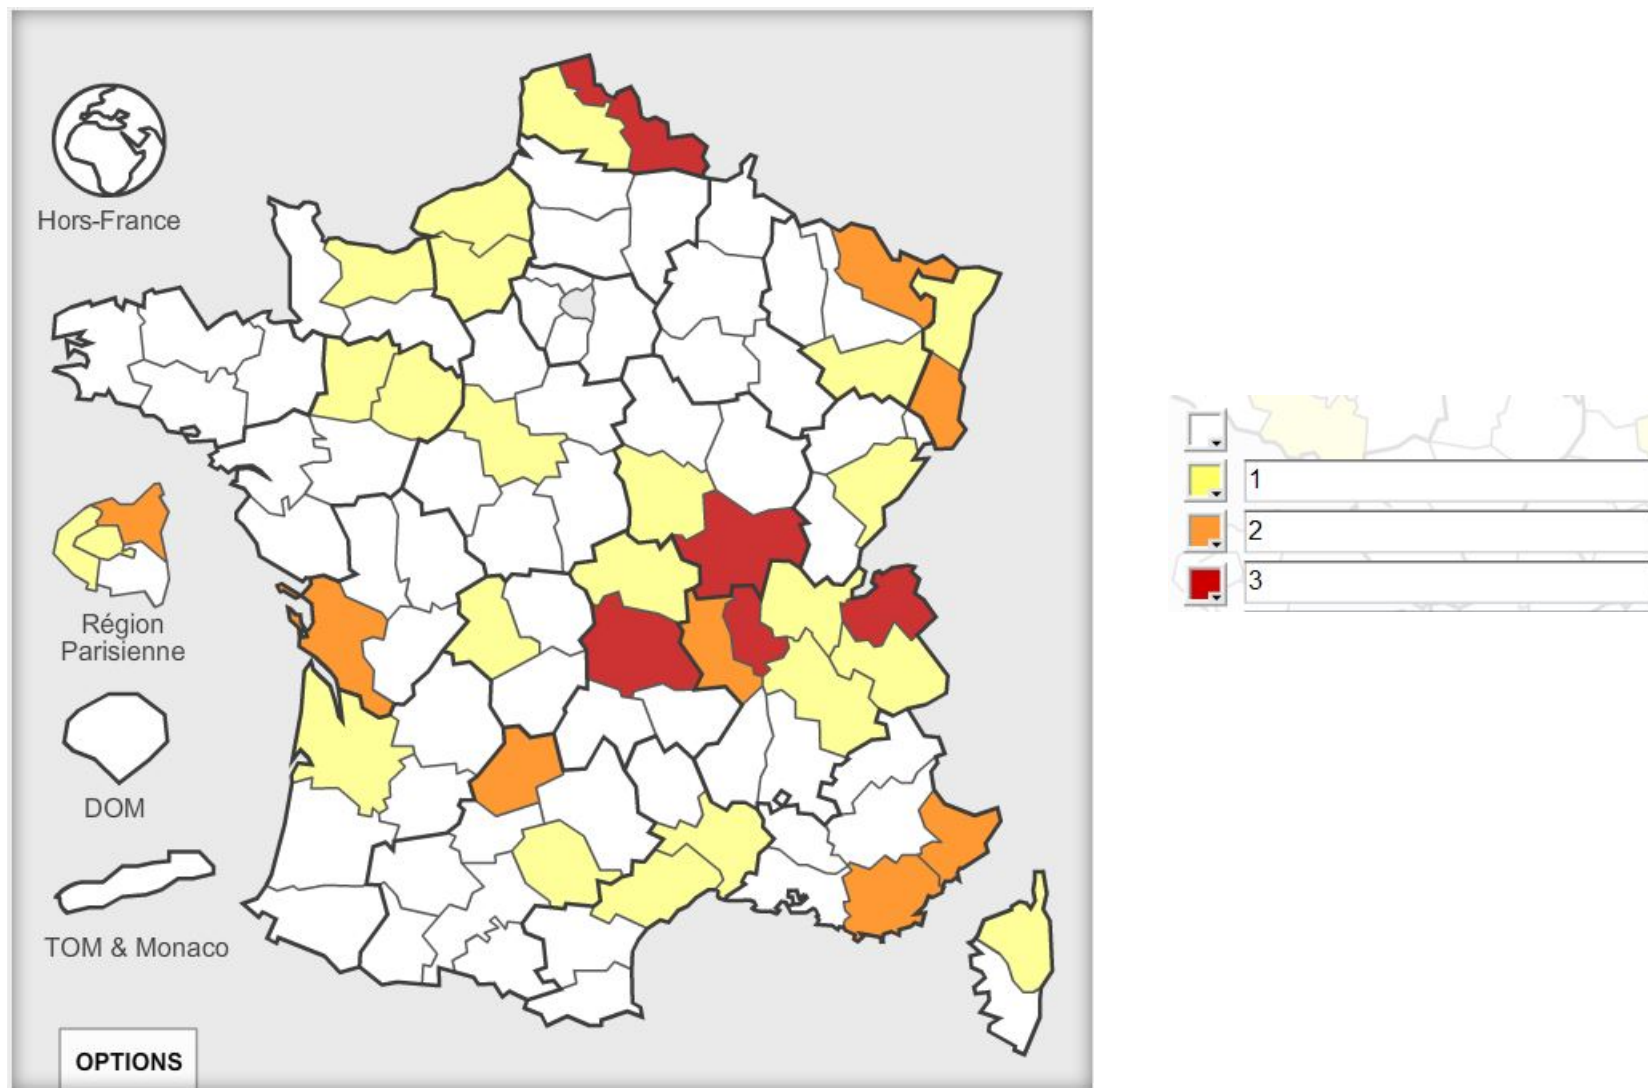 Hors-France
Région
Parisienne
DOM
TOM & Monaco
OPTIONS
1
2
3